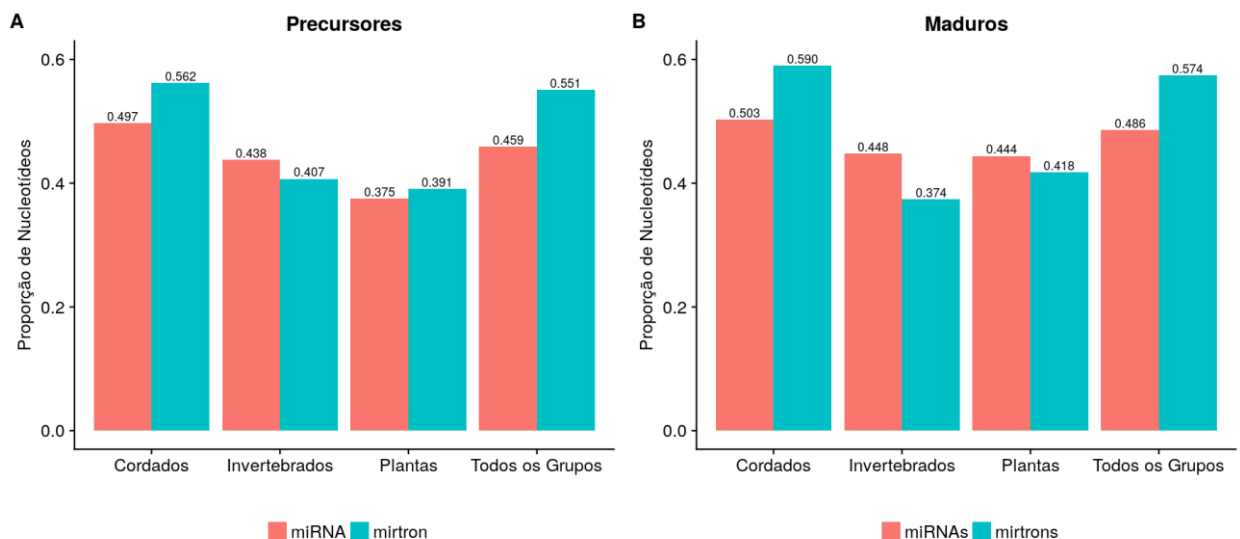 A
Precursores
Proporção de Nucleotídeos
0.6
0.4
0.2
0.0
0.497
0.562
0.438
0.407
0.375
0.391
0.459
0.551
Cordados
Invertebrados
Plantas
Todos os Grupos
miRNA mirtron
B
Maduros
Proporção de Nucleotídeos
0.6
0.4
0.2
0.0
0.503
0.590
0.448
0.374
0.444
0.418
0.486
0.574
Cordados
Invertebrados
Plantas
Todos os Grupos
miRNAs mirtrons